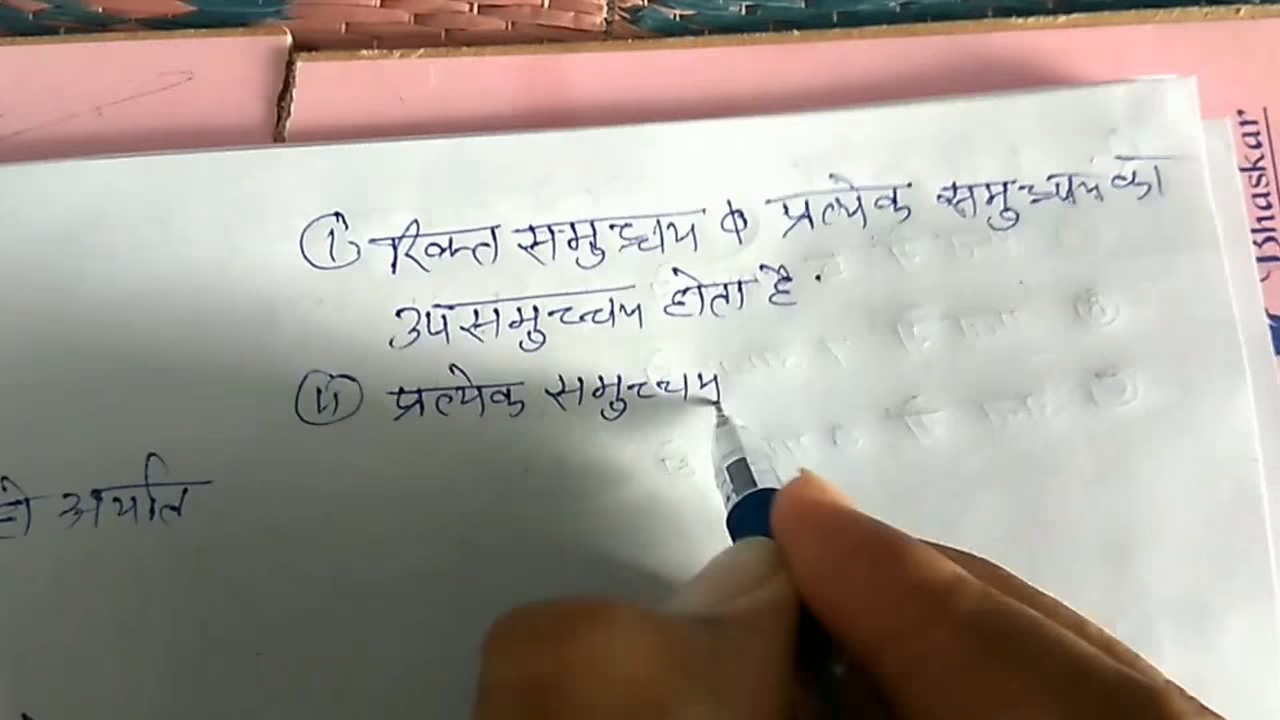 (i) रिक्त समुच्चय ϕ प्रत्येक समुच्चय का
उपसमुच्चय होता है.
(ii) प्रत्येक समुच्चय
हो अर्थात
Bhaskar